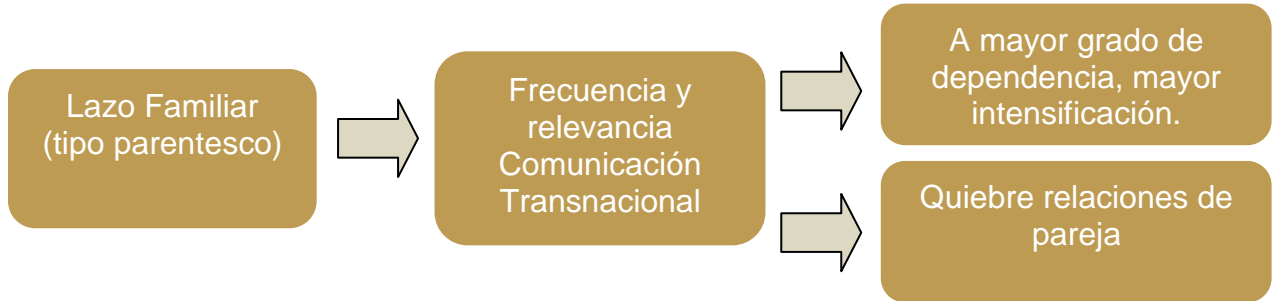 Lazo Familiar
(tipo parentesco)
Frecuencia y
relevancia
Comunicación
Transnacional
A mayor grado de
dependencia, mayor
intensificación.
Quiebre relaciones de
pareja